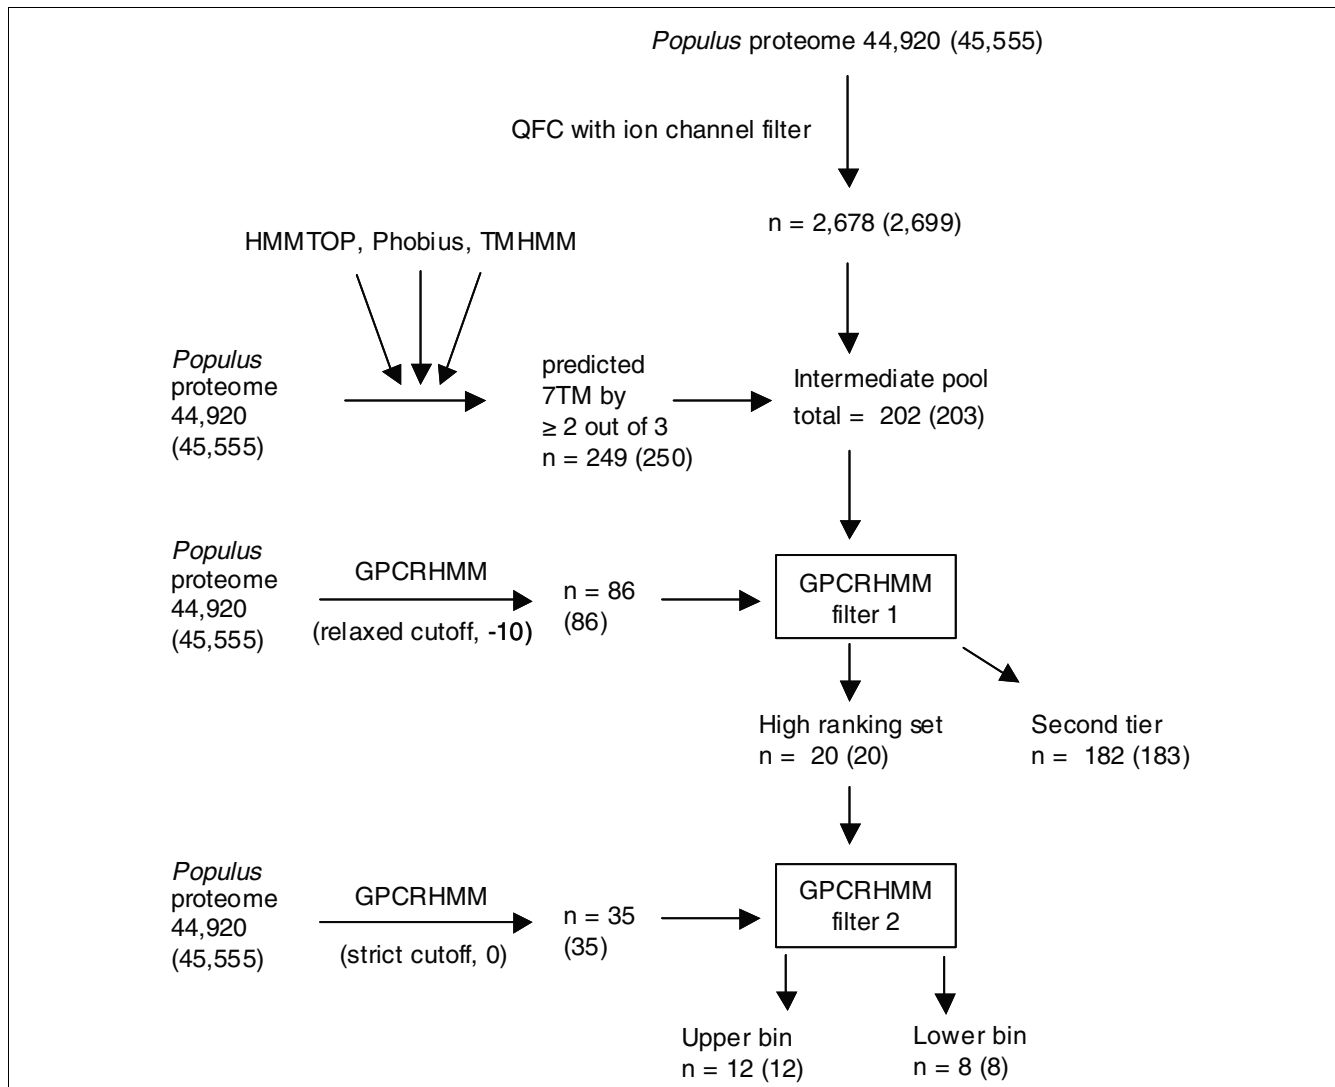 Populus proteome 44,920 (45,555)
QFC with ion channel filter
n = 2,678 (2,699)
HMMTOP, Phobius, TMHMM
Populus
proteome
44,920
(45,555)
predicted
7TM by
≥ 2 out of 3
n = 249 (250)
Intermediate pool
total = 202 (203)
Populus
proteome
44,920
(45,555)
GPCRHMM
(relaxed cutoff, -10)
n = 86
(86)
GPCRHMM
filter 1
High ranking set
n = 20 (20)
Second tier
n = 182 (183)
Populus
proteome
44,920
(45,555)
GPCRHMM
(strict cutoff, 0)
n = 35
(35)
GPCRHMM
filter 2
Upper bin
n = 12 (12)
Lower bin
n = 8 (8)